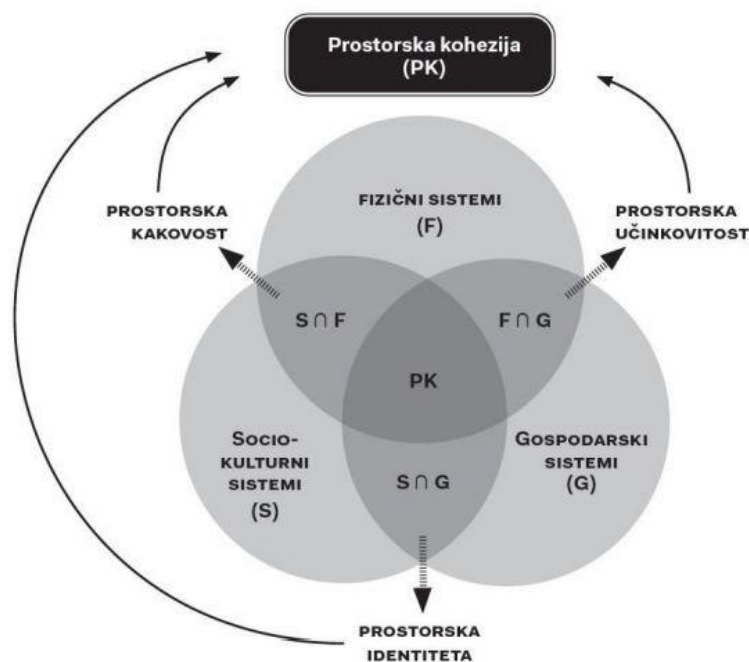 Prostorska kohezija
(PK)
FIZIČNI SISTEMI
(F)
PROSTORSKA
KAKOVOST
PROSTORSKA
UČINKOVITOST
S ∩ F
F ∩ G
PK
SOCIO-
KULTURNI
SISTEMI
(S)
GOSPODARSKI
SISTEMI
(G)
S ∩ G
PROSTORSKA
IDENTITETA